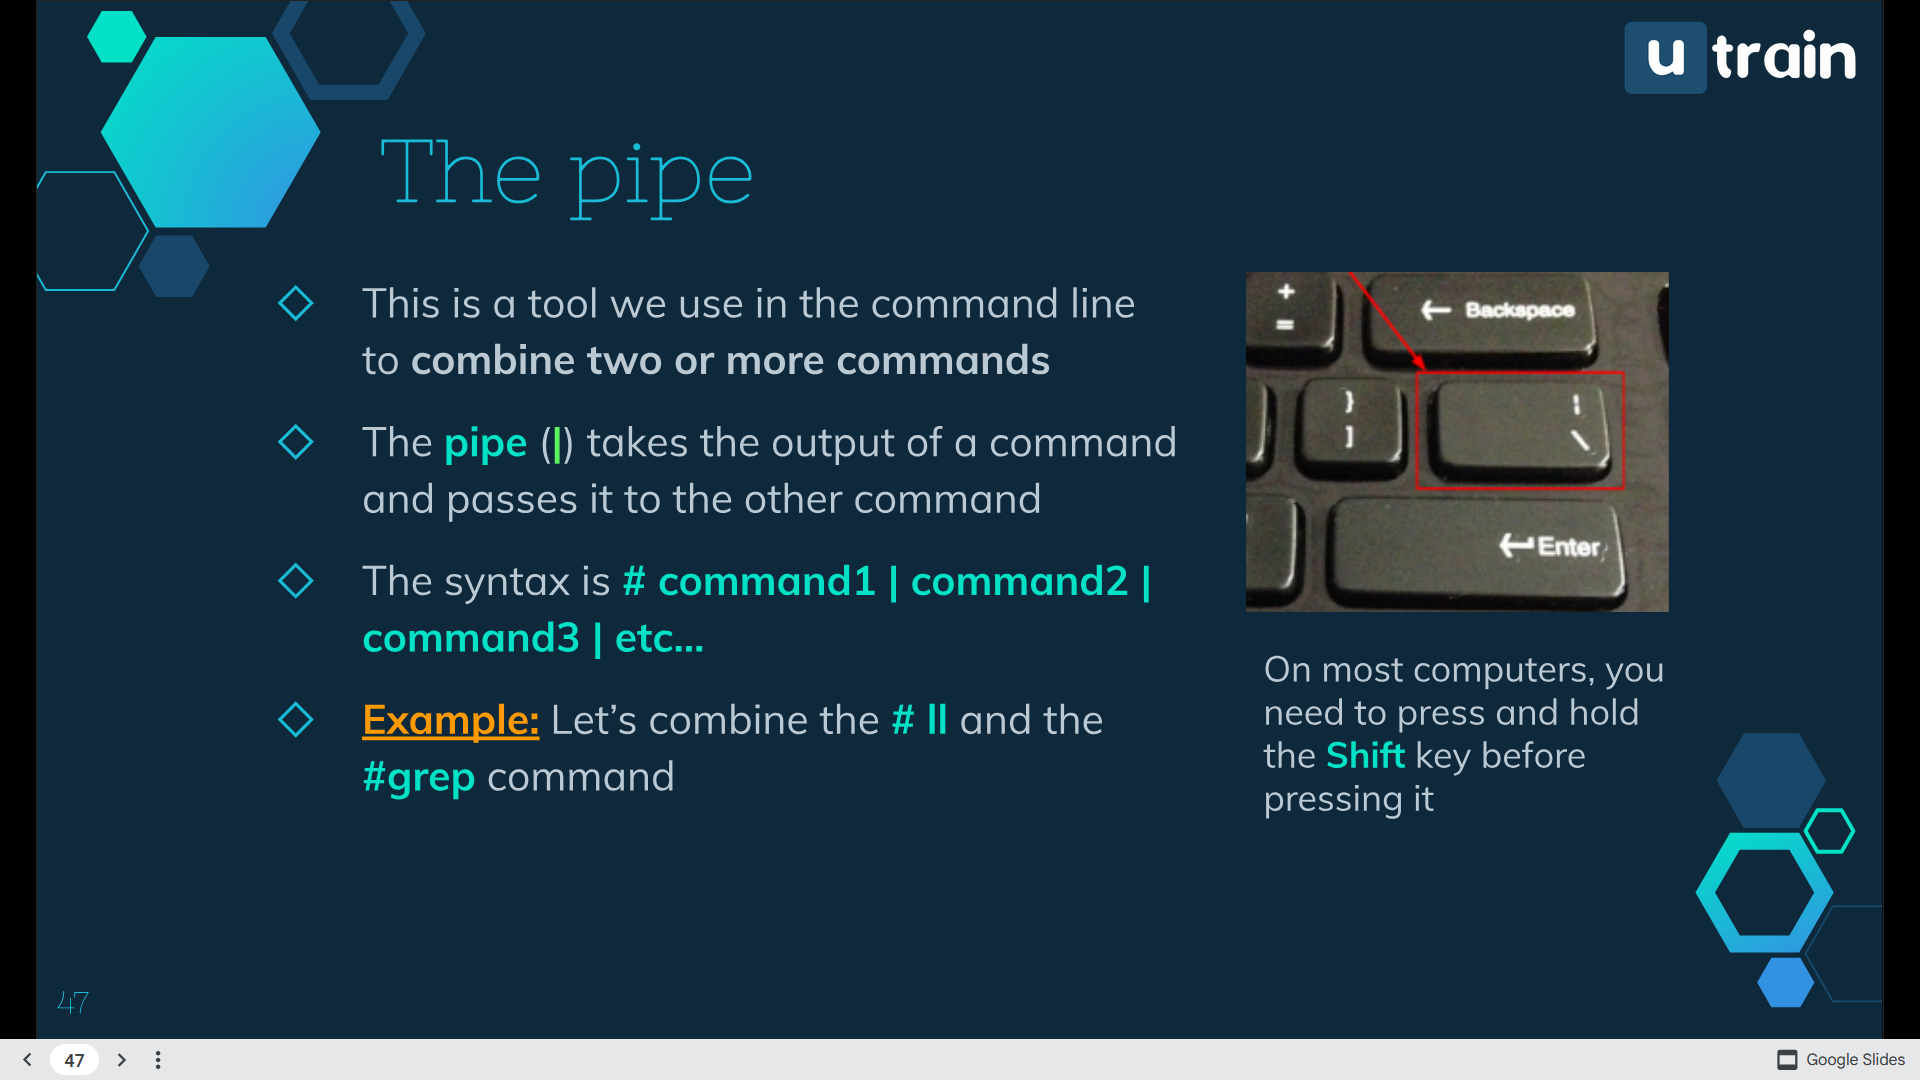 u train
The pipe
This is a tool we use in the command line
to combine two or more commands
The pipe (|) takes the output of a command
and passes it to the other command
The syntax is # command1 | command2 |
command3 | etc...
Example: Let’s combine the # ll and the
#grep command
+
=
← Backspace
}
]
|
\
↵ Enter
On most computers, you
need to press and hold
the Shift key before
pressing it
47
47
Google Slides